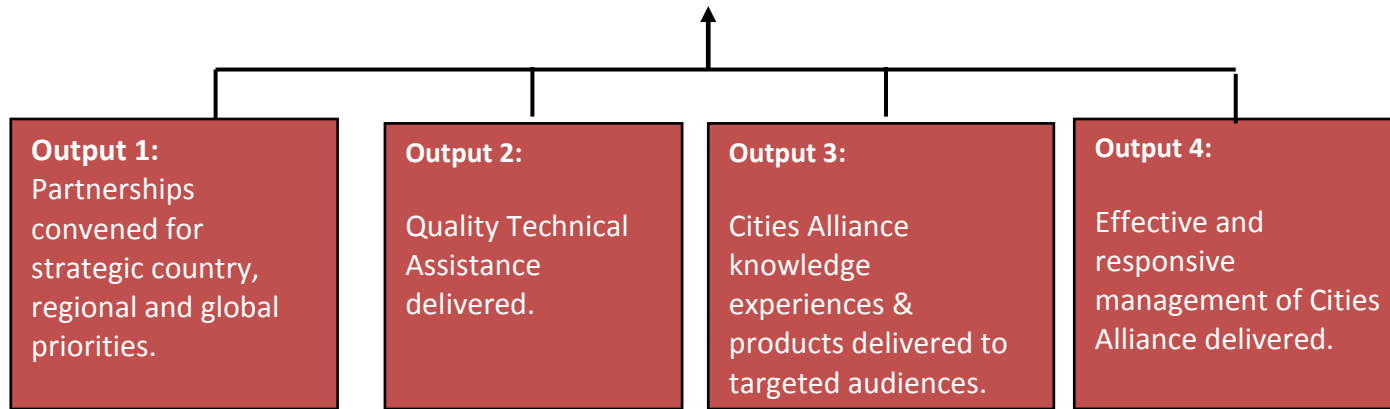 Output 1:
Partnerships
convened for
strategic country,
regional and global
priorities.
Output 2:
Quality Technical
Assistance
delivered.
Output 3:
Cities Alliance
knowledge
experiences &
products delivered to
targeted audiences.
Output 4:
Effective and
responsive
management of Cities
Alliance delivered.